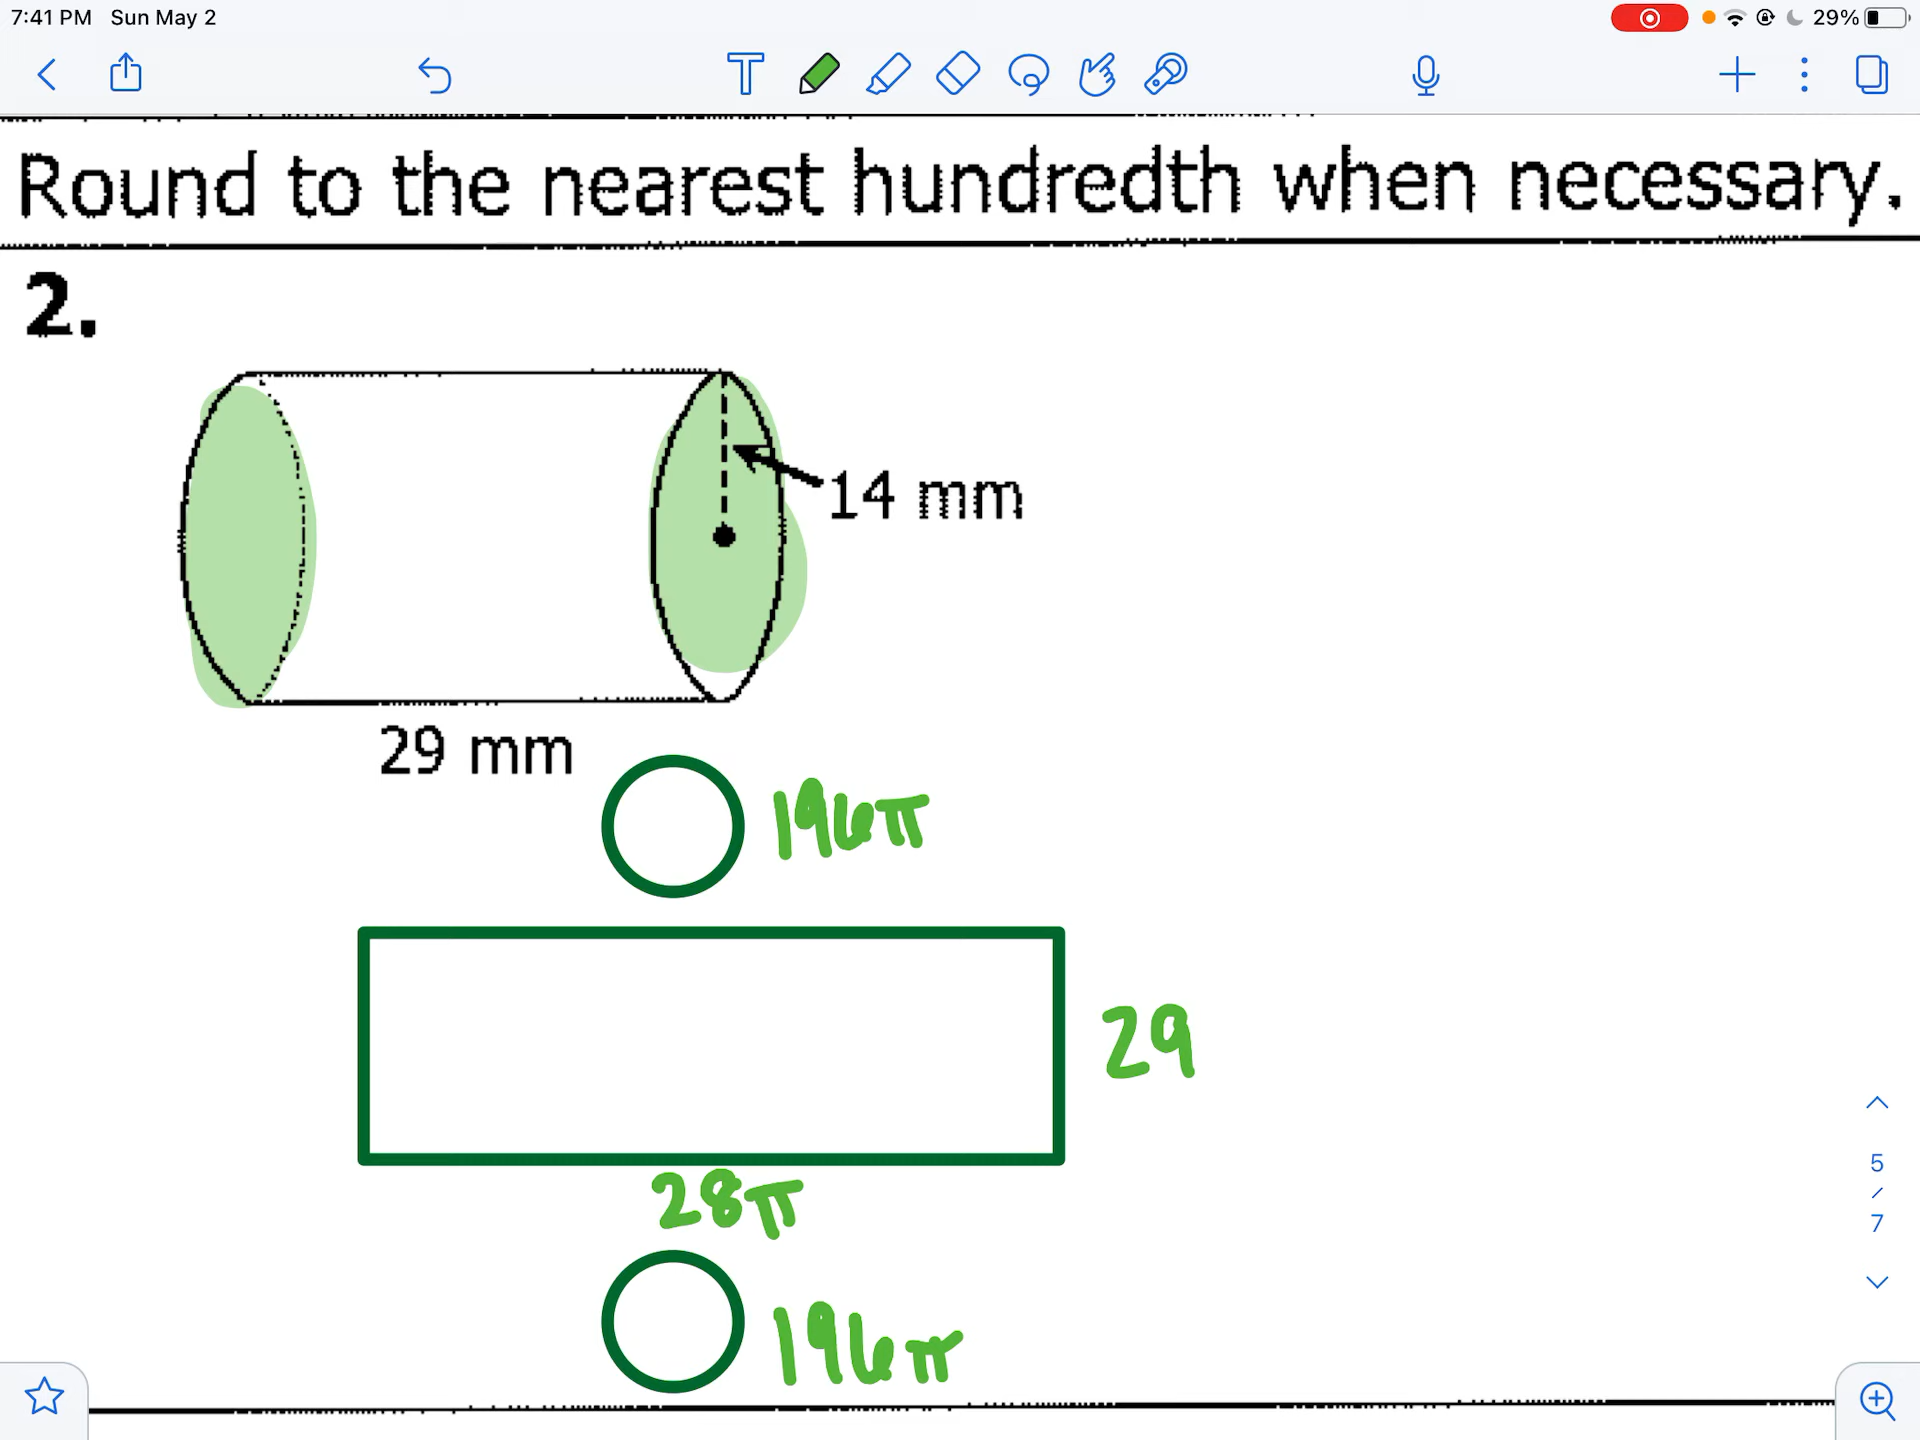 7:41 PM Sun May 2
29%
T
Round to the nearest hundredth when necessary.
2.
14 mm
29 mm
196π
29
28π
196π
5
/
7